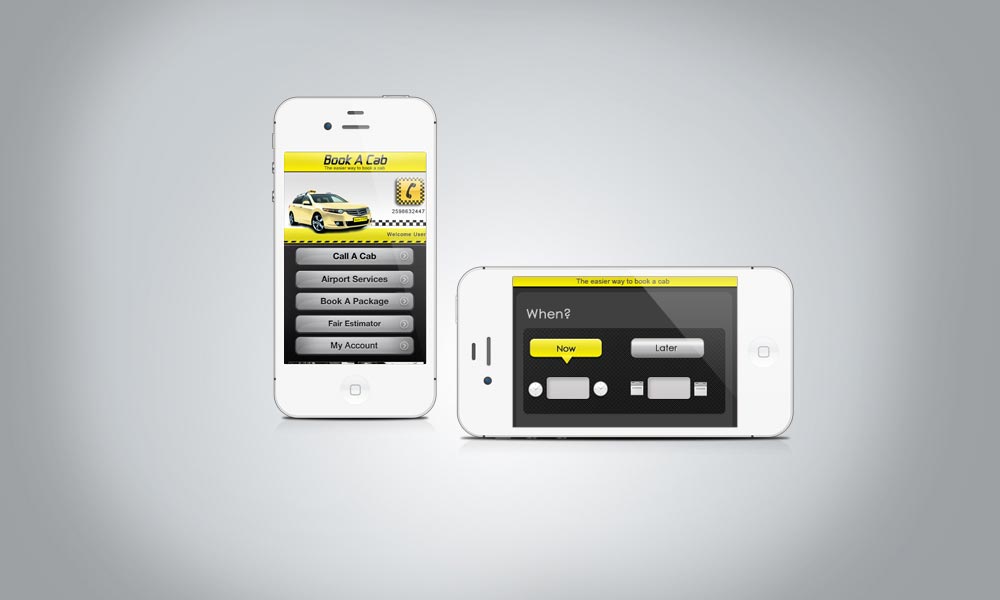 Book A Cab
The easier way to book a cab
2598632447
Welcome User
Call A Cab
Airport Services
Book A Package
Fair Estimator
My Account
The easier way to book a cab
When?
Now
Later